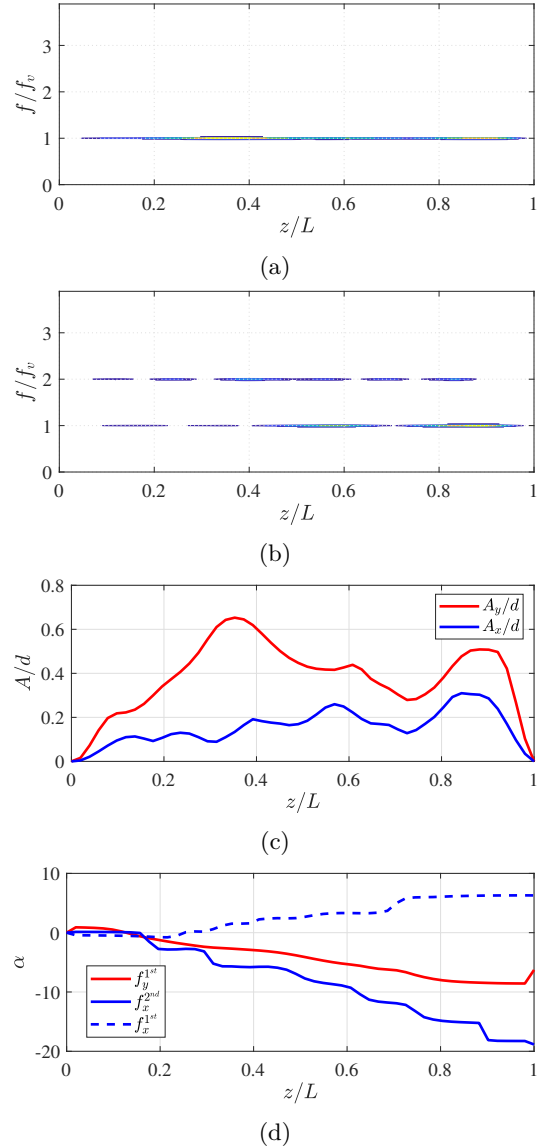 3
2
1
0
f/f_v
0 0.2 0.4 0.6 0.8 1
z/L
(a)
3
2
1
0
f/f_v
0 0.2 0.4 0.6 0.8 1
z/L
(b)
0.8
0.6
0.4
0.2
0
A/d
A_y/d
A_x/d
0 0.2 0.4 0.6 0.8 1
z/L
(c)
10
0
-10
-20
α
f_y^{1st}
f_x^{2nd}
f_x^{1st}
0 0.2 0.4 0.6 0.8 1
z/L
(d)